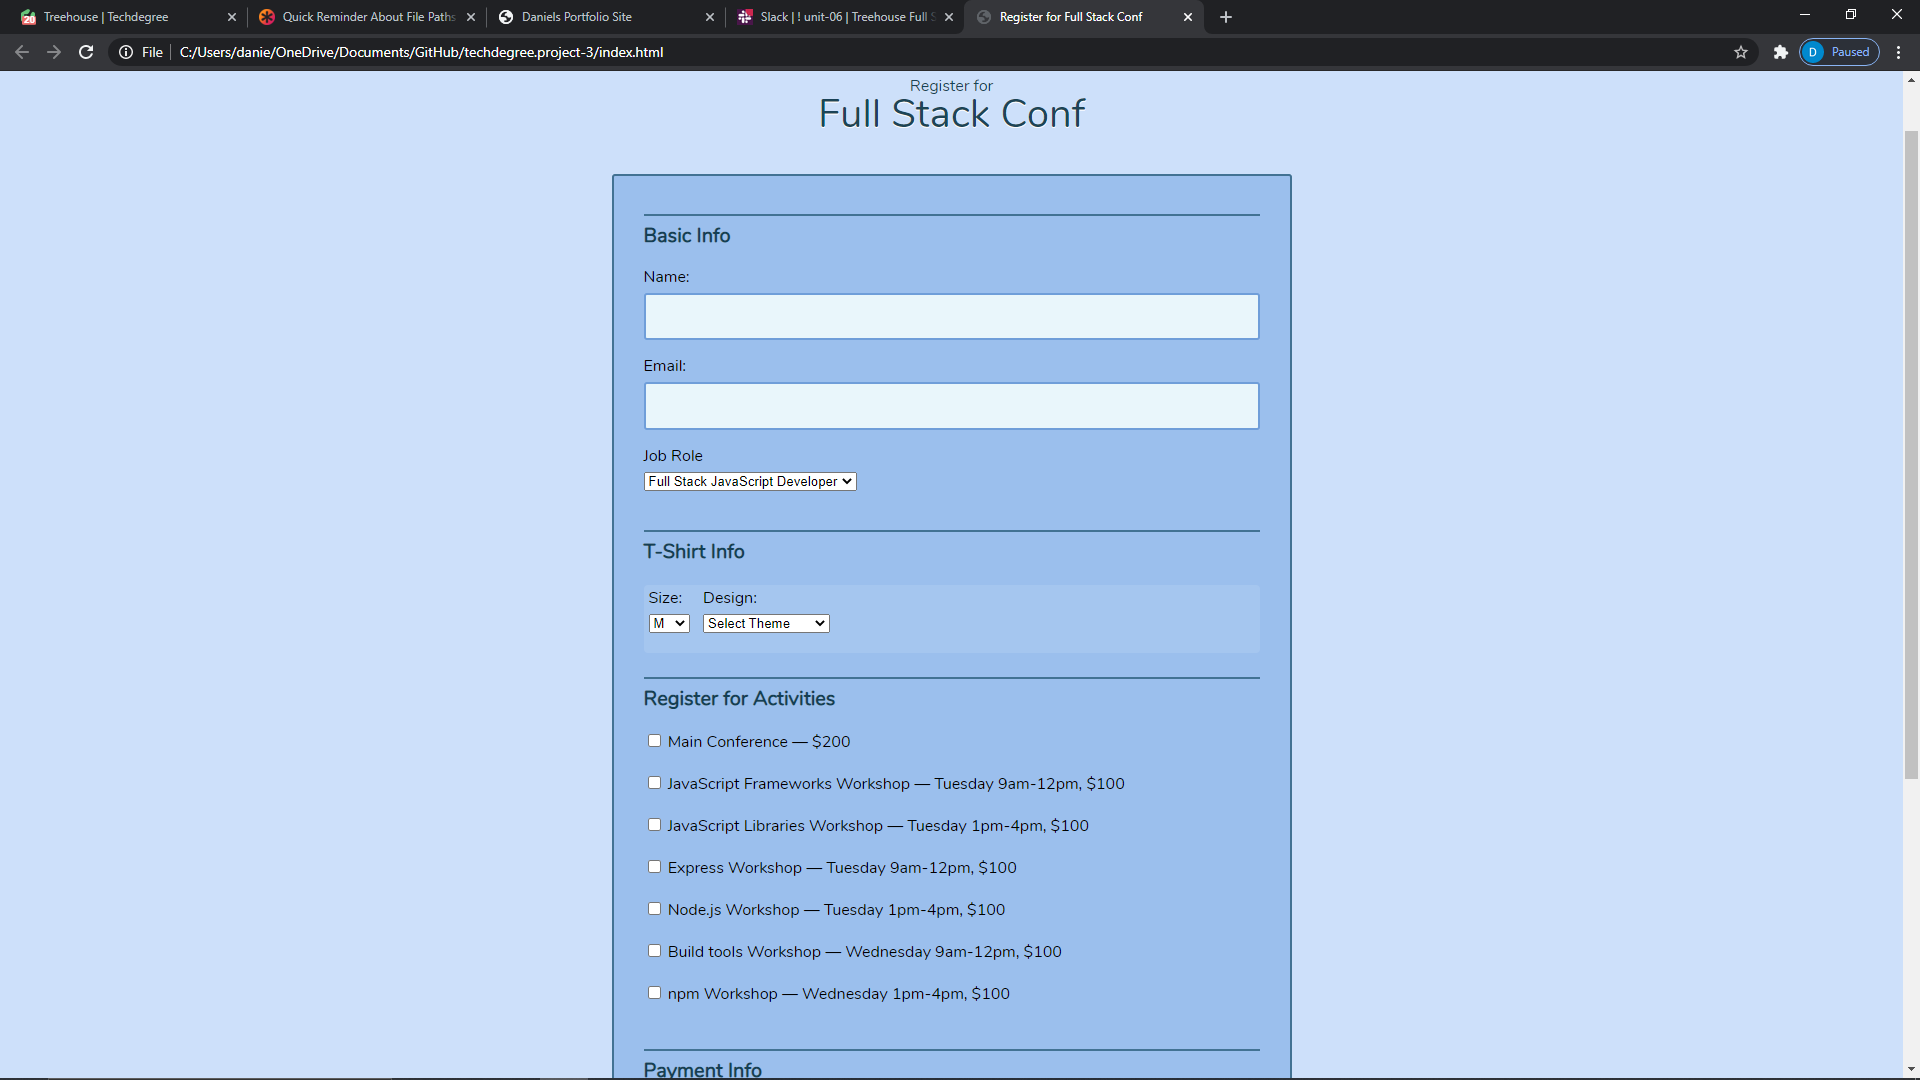 Treehouse | Techdegree
Quick Reminder About File Paths
Daniels Portfolio Site
Slack | ! unit-06 | Treehouse Full S
Register for Full Stack Conf
File
C:/Users/danie/OneDrive/Documents/GitHub/techdegree.project-3/index.html
D
Paused
Register for
Full Stack Conf
Basic Info
Name:
Email:
Job Role
Full Stack JavaScript Developer
T-Shirt Info
Size: Design:
M Select Theme
Register for Activities
Main Conference — $200
JavaScript Frameworks Workshop — Tuesday 9am-12pm, $100
JavaScript Libraries Workshop — Tuesday 1pm-4pm, $100
Express Workshop — Tuesday 9am-12pm, $100
Node.js Workshop — Tuesday 1pm-4pm, $100
Build tools Workshop — Wednesday 9am-12pm, $100
npm Workshop — Wednesday 1pm-4pm, $100
Payment Info